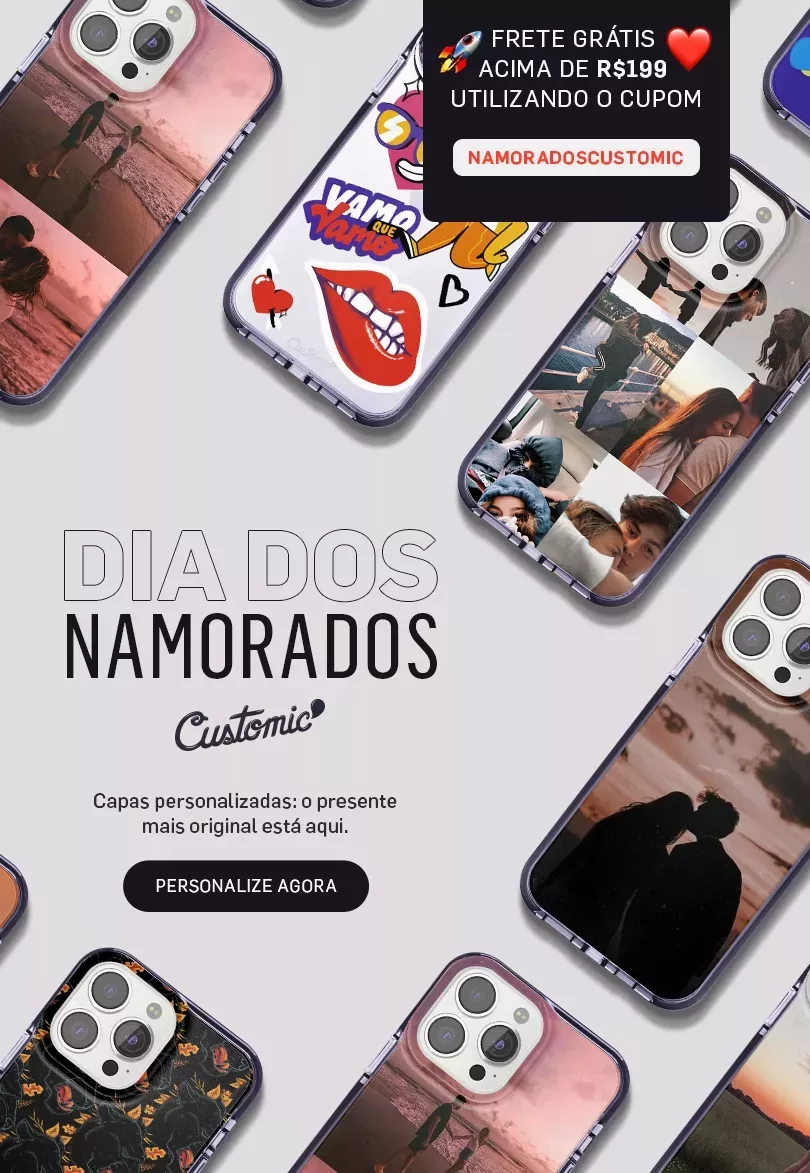 🚀 FRETE GRÁTIS ❤️
ACIMA DE R$199
UTILIZANDO O CUPOM
NAMORADOSCUSTOMIC
VAMO
QUE
Vamo
Customic
DIA DOS
NAMORADOS
Customic
Capas personalizadas: o presente
mais original está aqui.
PERSONALIZE AGORA